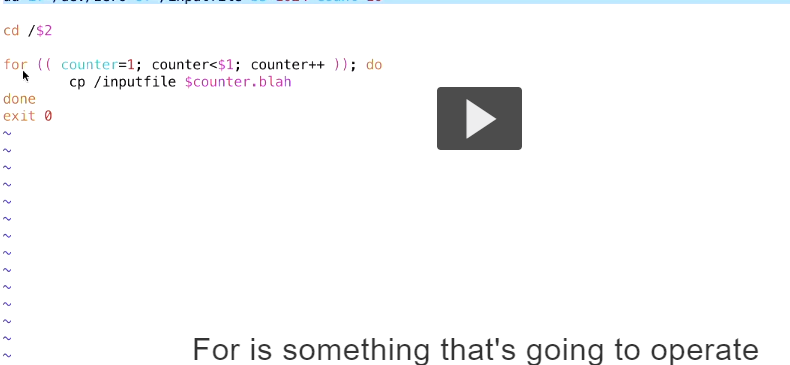 cd /$2
for (( counter=1; counter<$1; counter++ )); do
cp /inputfile $counter.blah
done
exit 0
~
~
~
~
~
~
~
~
~
~
~
~
~
~
For is something that's going to operate